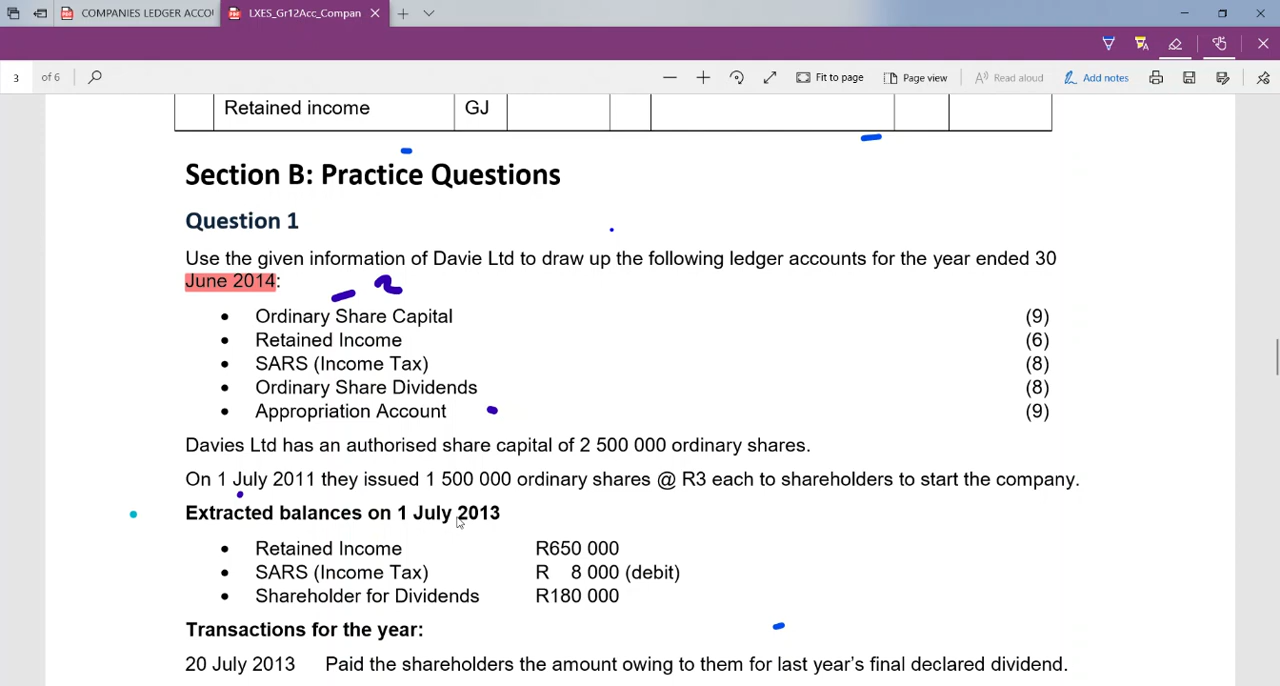 COMPANIES LEDGER ACCO
LXES_Gr12Acc_Compan
3 of 6
Fit to page
Page view
Read aloud
Add notes
Retained income GJ
Section B: Practice Questions
Question 1
Use the given information of Davie Ltd to draw up the following ledger accounts for the year ended 30
June 2014:
• Ordinary Share Capital (9)
• Retained Income (6)
• SARS (Income Tax) (8)
• Ordinary Share Dividends (8)
• Appropriation Account (9)
Davies Ltd has an authorised share capital of 2 500 000 ordinary shares.
On 1 July 2011 they issued 1 500 000 ordinary shares @ R3 each to shareholders to start the company.
Extracted balances on 1 July 2013
• Retained Income R650 000
• SARS (Income Tax) R 8 000 (debit)
• Shareholder for Dividends R180 000
Transactions for the year:
20 July 2013 Paid the shareholders the amount owing to them for last year's final declared dividend.